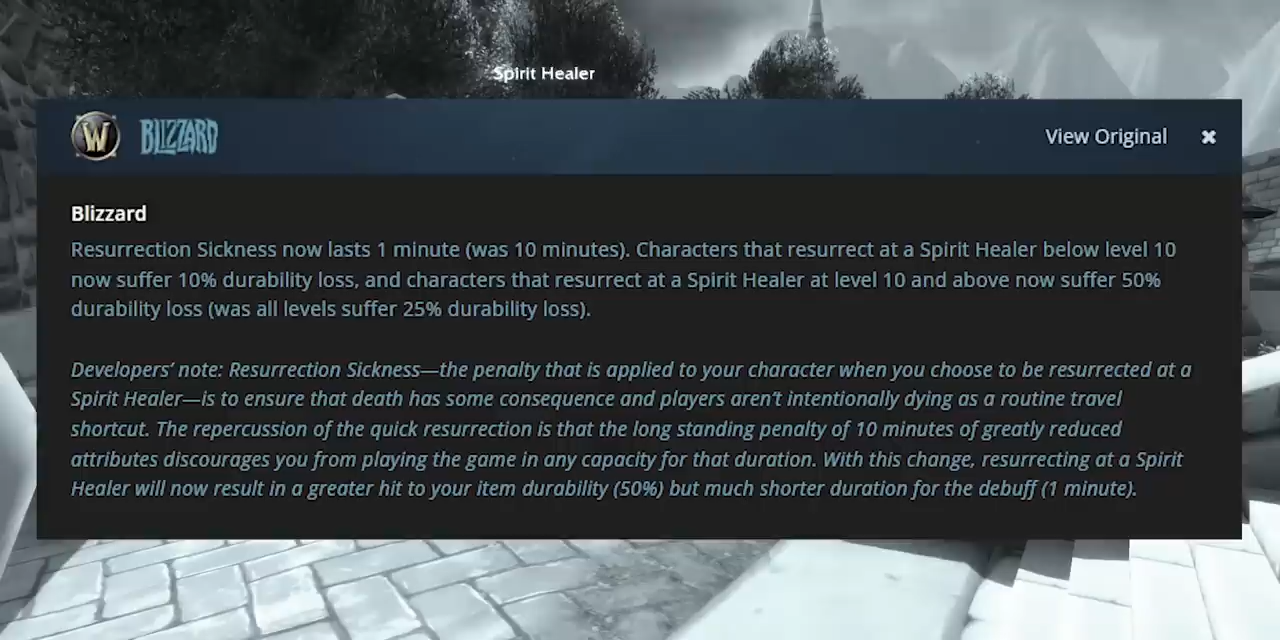 Spirit Healer
W BLIZZARD
View Original ✖
Blizzard
Resurrection Sickness now lasts 1 minute (was 10 minutes). Characters that resurrect at a Spirit Healer below level 10
now suffer 10% durability loss, and characters that resurrect at a Spirit Healer at level 10 and above now suffer 50%
durability loss (was all levels suffer 25% durability loss).
Developers’ note: Resurrection Sickness—the penalty that is applied to your character when you choose to be resurrected at a
Spirit Healer—is to ensure that death has some consequence and players aren’t intentionally dying as a routine travel
shortcut. The repercussion of the quick resurrection is that the long standing penalty of 10 minutes of greatly reduced
attributes discourages you from playing the game in any capacity for that duration. With this change, resurrecting at a Spirit
Healer will now result in a greater hit to your item durability (50%) but much shorter duration for the debuff (1 minute).